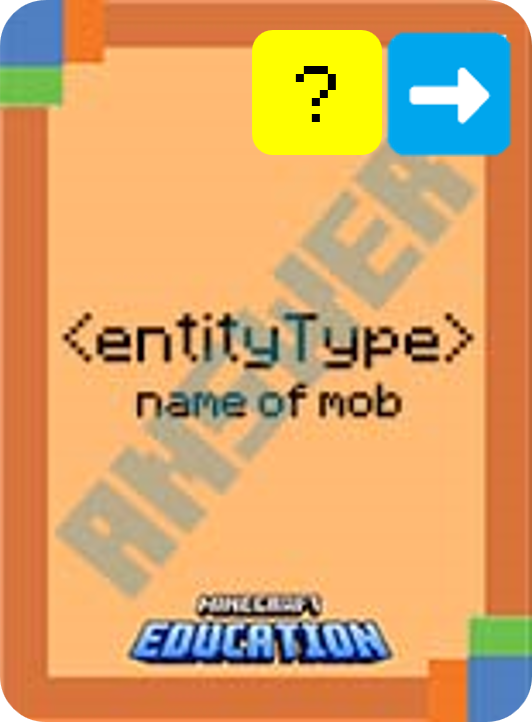 ?
ANSWER
<entityType>
name of mob
MINECRAFT
EDUCATION